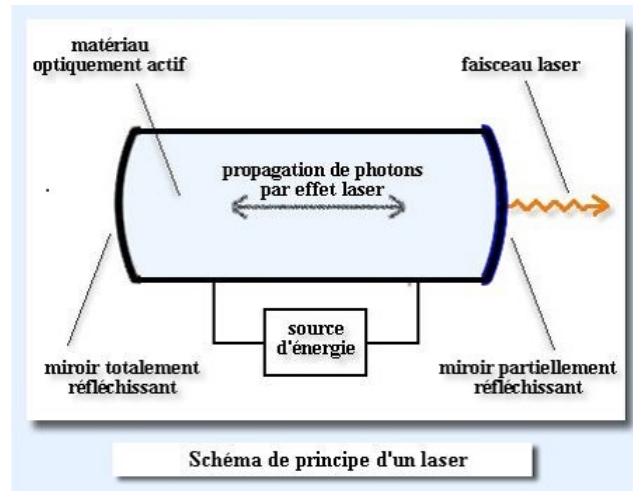 matériau
optiquement actif
faisceau laser
propagation de photons
par effet laser
source
d'énergie
miroir totalement
réfléchissant
miroir partiellement
réfléchissant
Schéma de principe d'un laser